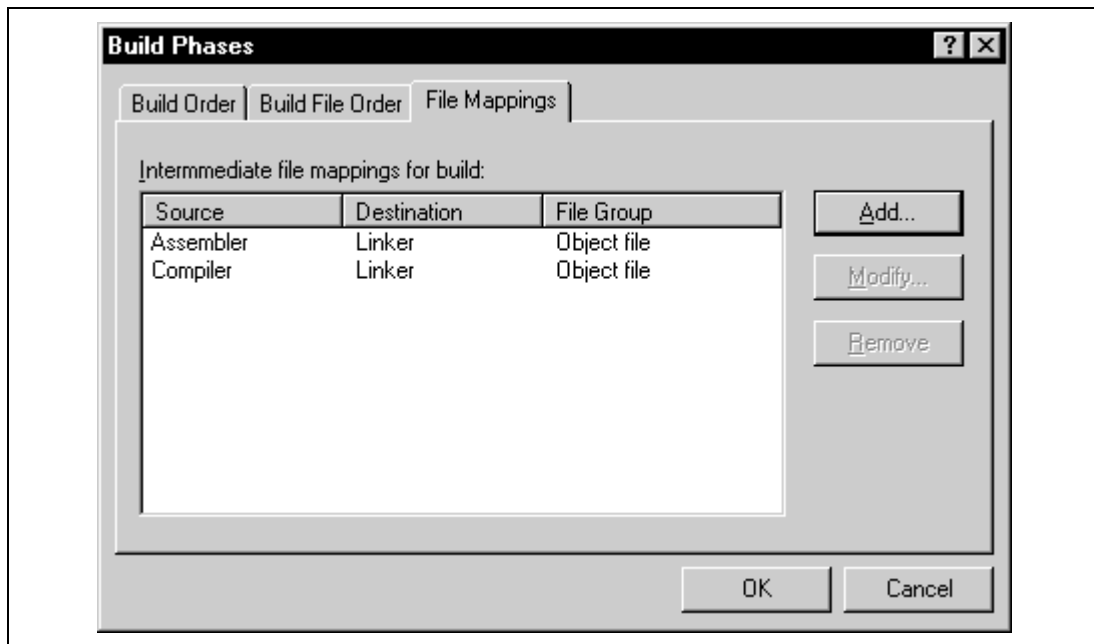 Build Phases
Build Order Build File Order File Mappings
Intermmediate file mappings for build:
Source Destination File Group
Assembler Linker Object file
Compiler Linker Object file
Add...
Modify...
Remove
OK Cancel